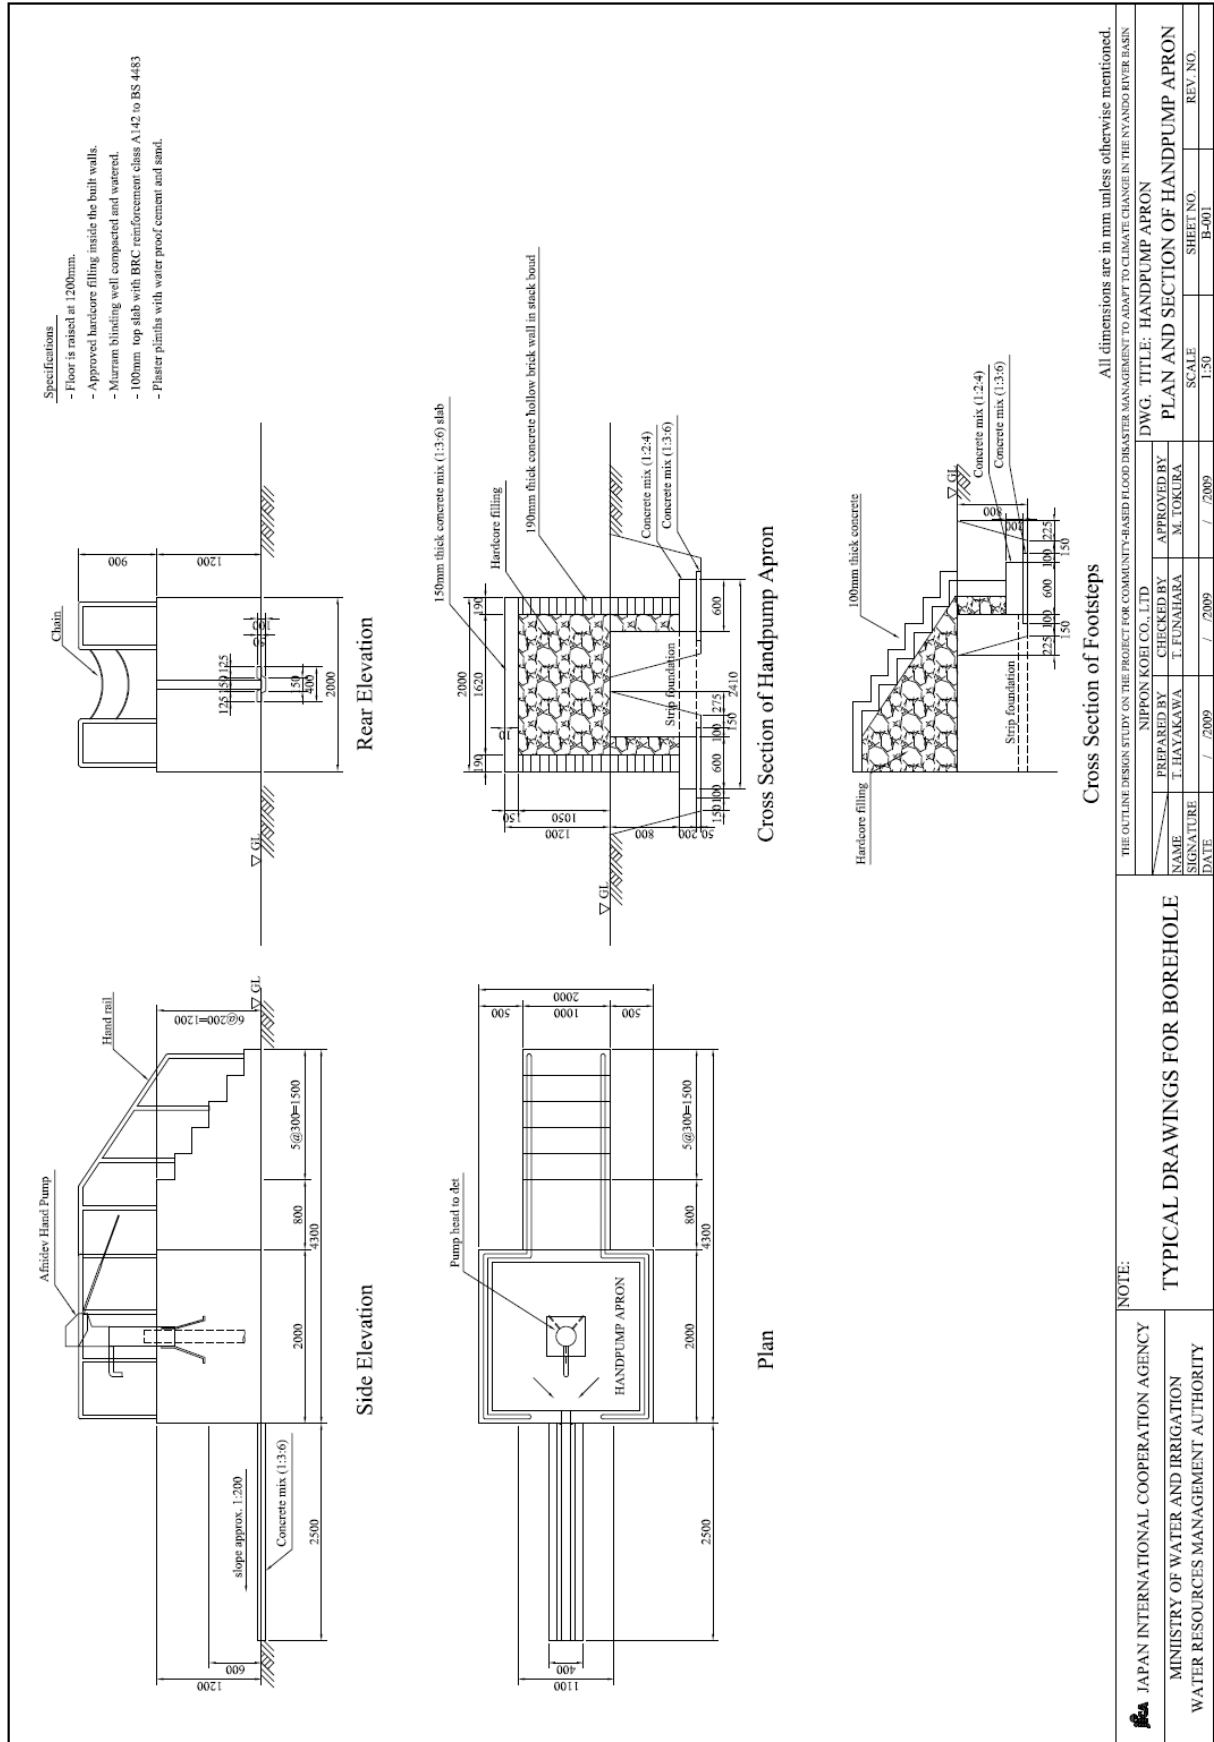 Specifications
- Floor is raised at 1200mm.
- Approved hardcore filling inside the built walls.
- Murram blinding well compacted and watered.
- 100mm top slab with BRC reinforcement class A142 to BS 4483
- Plaster plinths with water proof cement and sand.
Afridev Hand Pump
Hand rail
6@200=1200
GL
1200
600
slope approx. 1:200
Concrete mix (1:3:6)
2500
2000
800
5@300=1500
4300
Side Elevation
Chain
900
1200
GL
125
150
125
50
100
150
400
2000
Rear Elevation
Pump head to det
HANDPUMP APRON
500
1000
500
2000
1100
400
2500
2000
800
5@300=1500
4300
Plan
150mm thick concrete mix (1:3:6) slab
Hardcore filling
190mm thick concrete hollow brick wall in stack boud
Concrete mix (1:2:4)
Concrete mix (1:3:6)
2000
190
1620
190
10
150
1050
1200
800
200
50
GL
Strip foundation
150
100
600
100
150
275
600
2410
Cross Section of Handpump Apron
100mm thick concrete
Hardcore filling
GL
Concrete mix (1:2:4)
Concrete mix (1:3:6)
800
Strip foundation
225
150
100
600
100
150
225
Cross Section of Footsteps
All dimensions are in mm unless otherwise mentioned.
JICA
JAPAN INTERNATIONAL COOPERATION AGENCY
MINISTRY OF WATER AND IRRIGATION
WATER RESOURCES MANAGEMENT AUTHORITY
NOTE:
TYPICAL DRAWINGS FOR BOREHOLE
THE OUTLINE DESIGN STUDY ON THE PROJECT FOR COMMUNITY-BASED FLOOD DISASTER MANAGEMENT TO ADAPT TO CLIMATE CHANGE IN THE NYANDO RIVER BASIN
NIPPON KOEI CO., LTD
PREPARED BY CHECKED BY APPROVED BY
NAME T. HAYAKAWA T. FUNAHARA M. TOKURA
SIGNATURE
DATE / /2009 / /2009 / /2009
DWG. TITLE: HANDPUMP APRON
PLAN AND SECTION OF HANDPUMP APRON
SCALE SHEET NO. REV. NO.
1:50 B-001